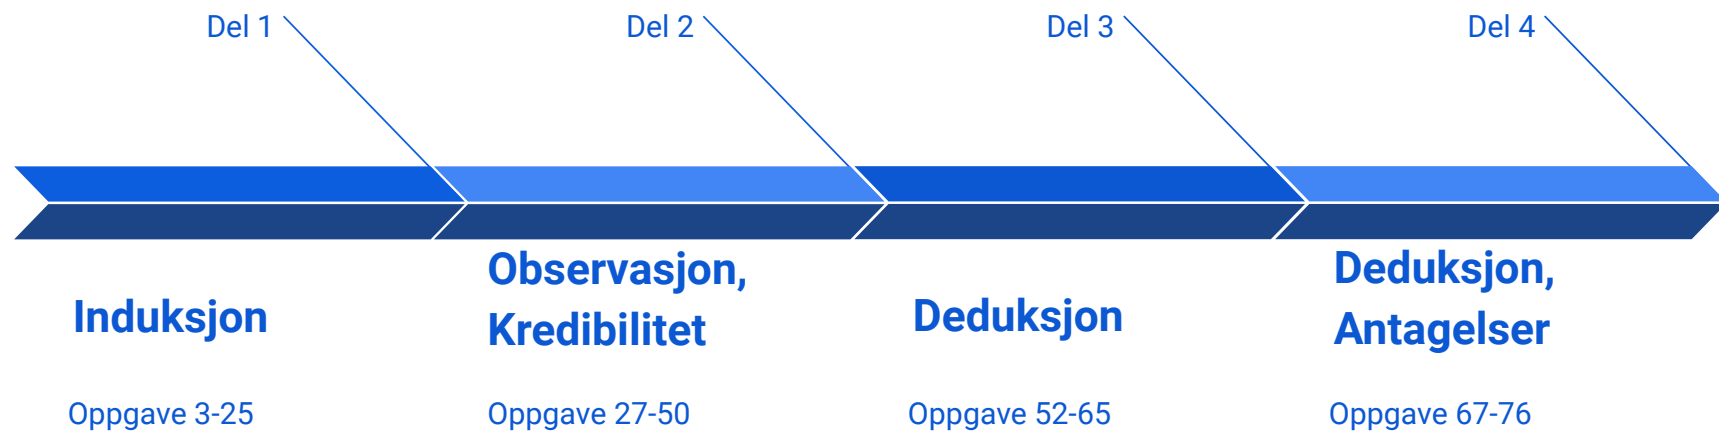 Del 1
Del 2
Del 3
Del 4
Induksjon
Observasjon,
Kredibilitet
Deduksjon
Deduksjon,
Antagelser
Oppgave 3-25
Oppgave 27-50
Oppgave 52-65
Oppgave 67-76